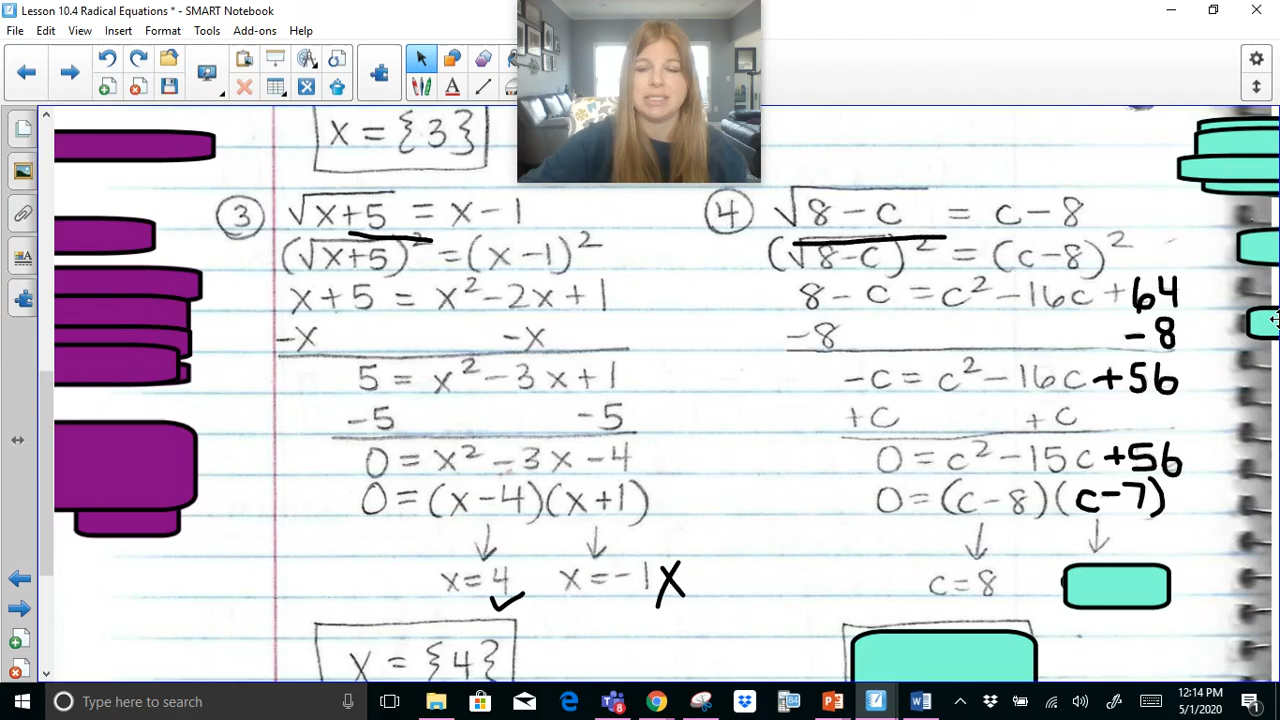 Lesson 10.4 Radical Equations * - SMART Notebook
File Edit View Insert Format Tools Add-ons Help
x = {3}
③ √x+5 = x-1
(√x+5)² = (x-1)²
x+5 = x²-2x+1
-x -x
5 = x²-3x+1
-5 -5
0 = x²-3x-4
0 = (x-4)(x+1)
↓ ↓
x=4 x=-1 X
✓
x = {4}
④ √8-c = c-8
(√8-c)² = (c-8)²
8-c = c²-16c+64
-8 -8
-c = c²-16c+56
+c +c
0 = c²-15c+56
0 = (c-8)(c-7)
↓ ↓
c=8
Type here to search
8
12:14 PM
5/1/2020
1